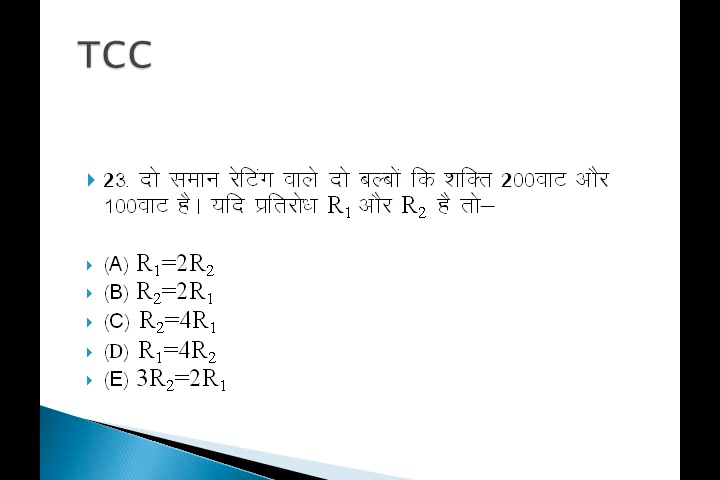 TCC
23. दो समान रेटिंग वाले दो बल्बों कि शक्ति 200वाट और
100वाट है। यदि प्रतिरोध R₁ और R₂ है तो–
(A) R₁=2R₂
(B) R₂=2R₁
(C) R₂=4R₁
(D) R₁=4R₂
(E) 3R₂=2R₁